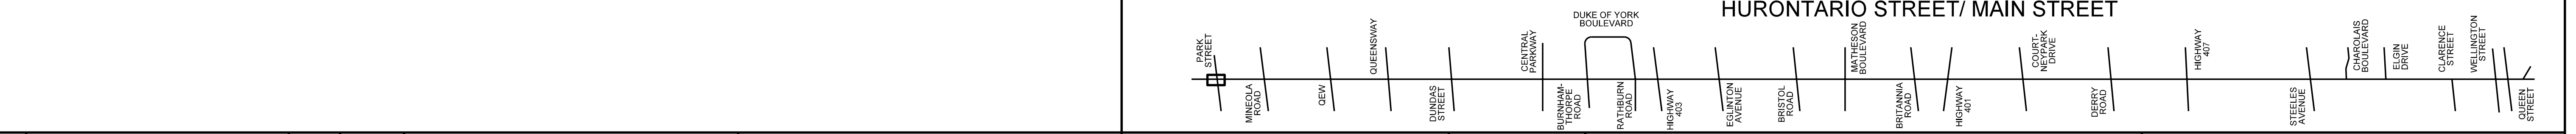 HURONTARIO STREET/ MAIN STREET
PARK
STREET
MINEOLA
ROAD
QEW
QUEENSWAY
DUNDAS
STREET
CENTRAL
PARKWAY
BURNHAM-
THORPE
ROAD
DUKE OF YORK
BOULEVARD
RATHBURN
ROAD
HIGHWAY
403
EGLINTON
AVENUE
BRISTOL
ROAD
MATHESON
BOULEVARD
BRITANNIA
ROAD
HIGHWAY
401
COURT-
NEYPARK
DRIVE
DERRY
ROAD
HIGHWAY
407
STEELES
AVENUE
CHAROLAIS
BOULEVARD
ELGIN
DRIVE
CLARENCE
STREET
WELLINGTON
STREET
QUEEN
STREET